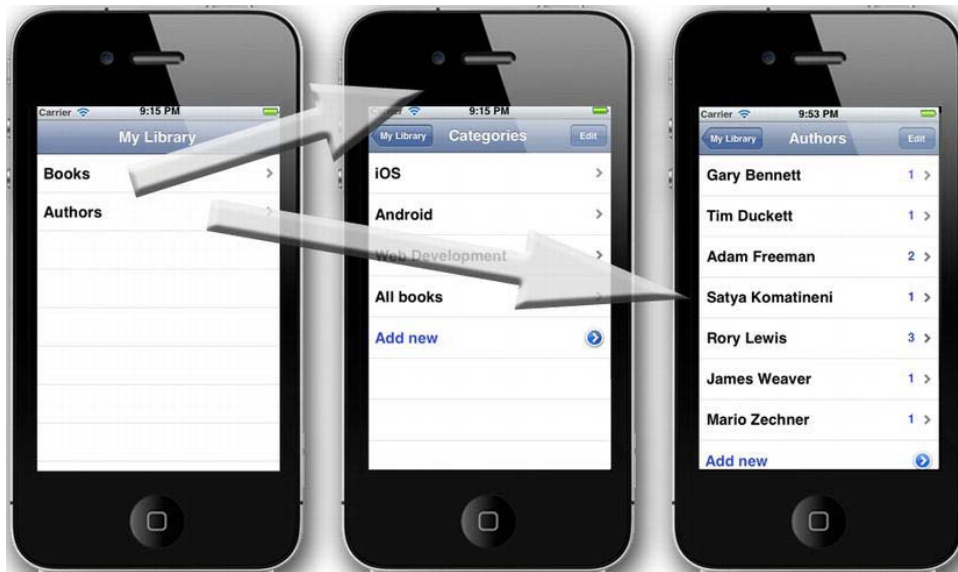 Carrier 9:15 PM
My Library
Books
Authors
9:15 PM
My Library Categories Edit
iOS
Android
Web Development
All books
Add new
Carrier 9:53 PM
My Library Authors Edit
Gary Bennett 1
Tim Duckett 1
Adam Freeman 2
Satya Komatineni 1
Rory Lewis 3
James Weaver 1
Mario Zechner 1
Add new